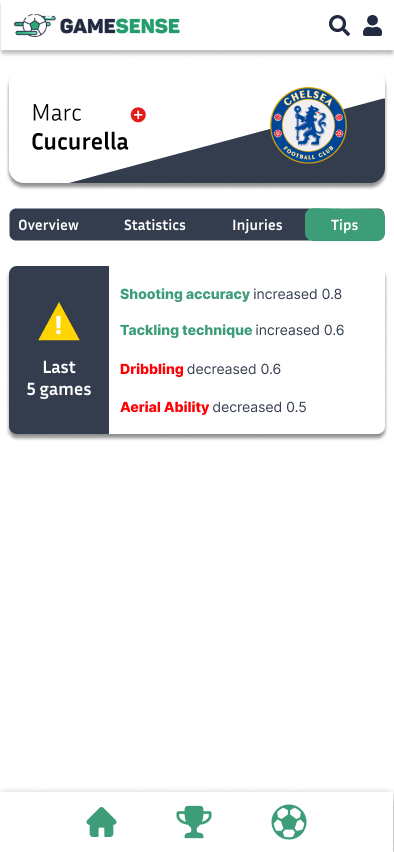 GAMESENSE
Marc
Cucurella
CHELSEA
FOOTBALL CLUB
Overview Statistics Injuries Tips
Last
5 games
Shooting accuracy increased 0.8
Tackling technique increased 0.6
Dribbling decreased 0.6
Aerial Ability decreased 0.5